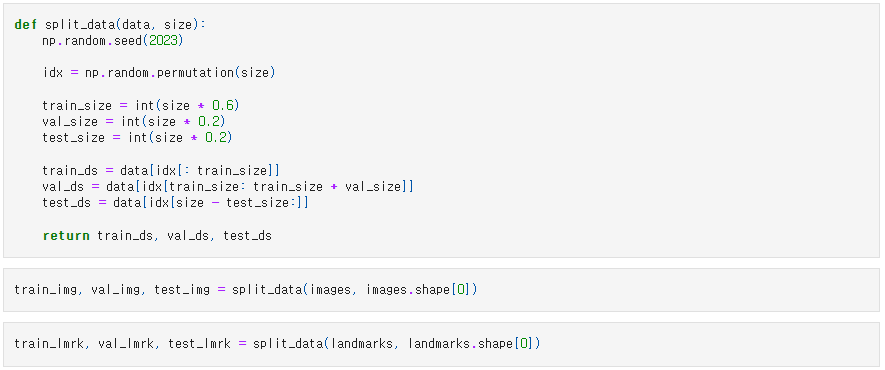 def split_data(data, size):
    np.random.seed(2023)
    idx = np.random.permutation(size)
    train_size = int(size * 0.6)
    val_size = int(size * 0.2)
    test_size = int(size * 0.2)
    train_ds = data[idx[: train_size]]
    val_ds = data[idx[train_size: train_size + val_size]]
    test_ds = data[idx[size - test_size:]]
    return train_ds, val_ds, test_ds
train_img, val_img, test_img = split_data(images, images.shape[0])
train_lmrk, val_lmrk, test_lmrk = split_data(landmarks, landmarks.shape[0])